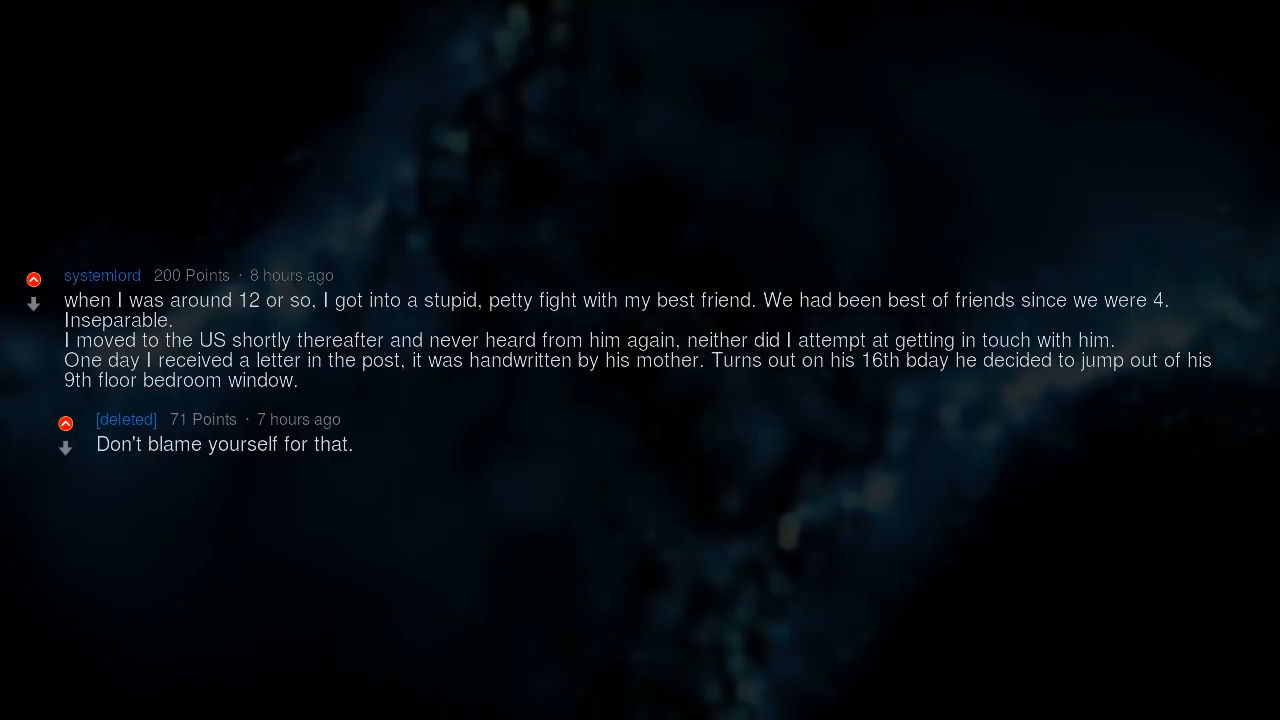 systemlord 200 Points · 8 hours ago
when I was around 12 or so, I got into a stupid, petty fight with my best friend. We had been best of friends since we were 4.
Inseparable.
I moved to the US shortly thereafter and never heard from him again, neither did I attempt at getting in touch with him.
One day I received a letter in the post, it was handwritten by his mother. Turns out on his 16th bday he decided to jump out of his
9th floor bedroom window.
[deleted] 71 Points · 7 hours ago
Don't blame yourself for that.